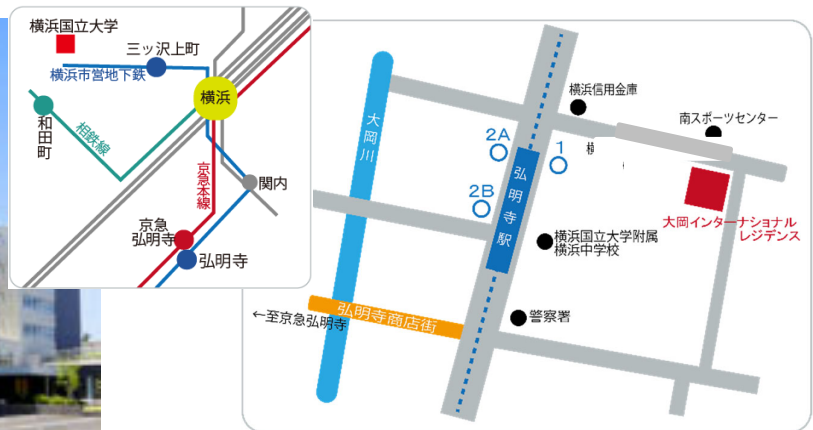 横浜国立大学
三ッ沢上町
横浜市営地下鉄
横浜
和田町
相鉄線
京急本線
関内
京急
弘明寺
弘明寺
大岡川
横浜信用金庫
南スポーツセンター
2A
1
2B
弘明寺駅
大岡インターナショナル
レジデンス
横浜国立大学附属
横浜中学校
弘明寺商店街
←至京急弘明寺
警察署